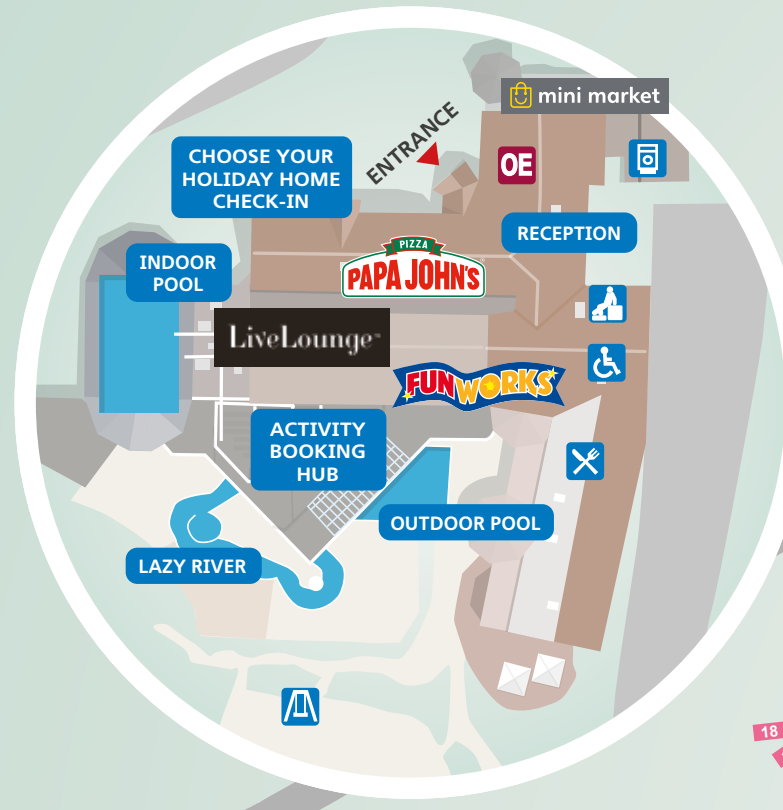 mini market
ENTRANCE
CHOOSE YOUR
HOLIDAY HOME
CHECK-IN
OE
RECEPTION
INDOOR
POOL
PIZZA
PAPA JOHN'S
LiveLounge™
FUNWORKS
ACTIVITY
BOOKING
HUB
OUTDOOR POOL
LAZY RIVER
18